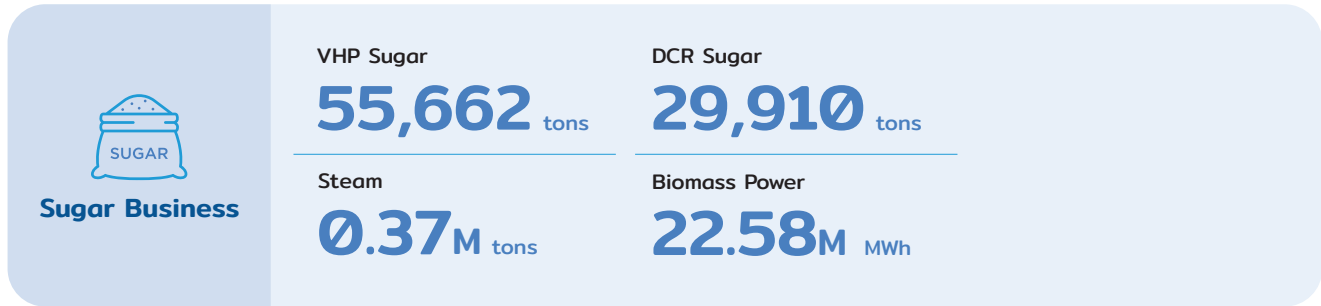 SUGAR
Sugar Business
VHP Sugar
55,662 tons
DCR Sugar
29,910 tons
Steam
0.37M tons
Biomass Power
22.58M MWh